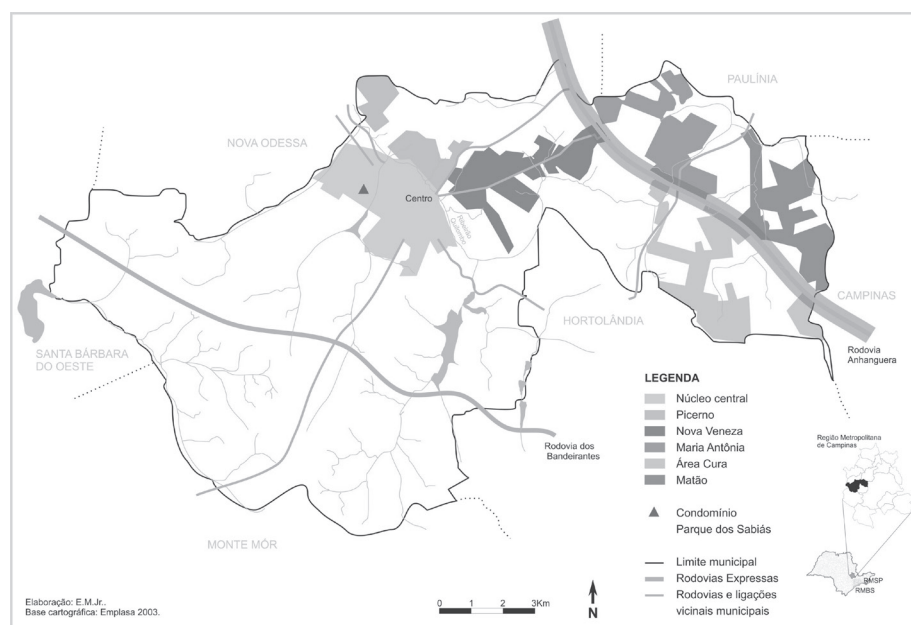 PAULÍNIA
NOVA ODESSA
Centro
Ribeirão
Quilombo
CAMPINAS
HORTOLÂNDIA
SANTA BÁRBARA
DO OESTE
Rodovia
Anhanguera
Rodovia dos
Bandeirantes
MONTE MÓR
LEGENDA
Núcleo central
Picerno
Nova Veneza
Maria Antônia
Área Cura
Matão
Condomínio
Parque dos Sabiás
Limite municipal
Rodovias Expressas
Rodovias e ligações
vicinais municipais
Região Metropolitana
de Campinas
RMSP
RMBS
Elaboração: E.M.Jr..
Base cartográfica: Emplasa 2003.
0 1 2 3Km
N